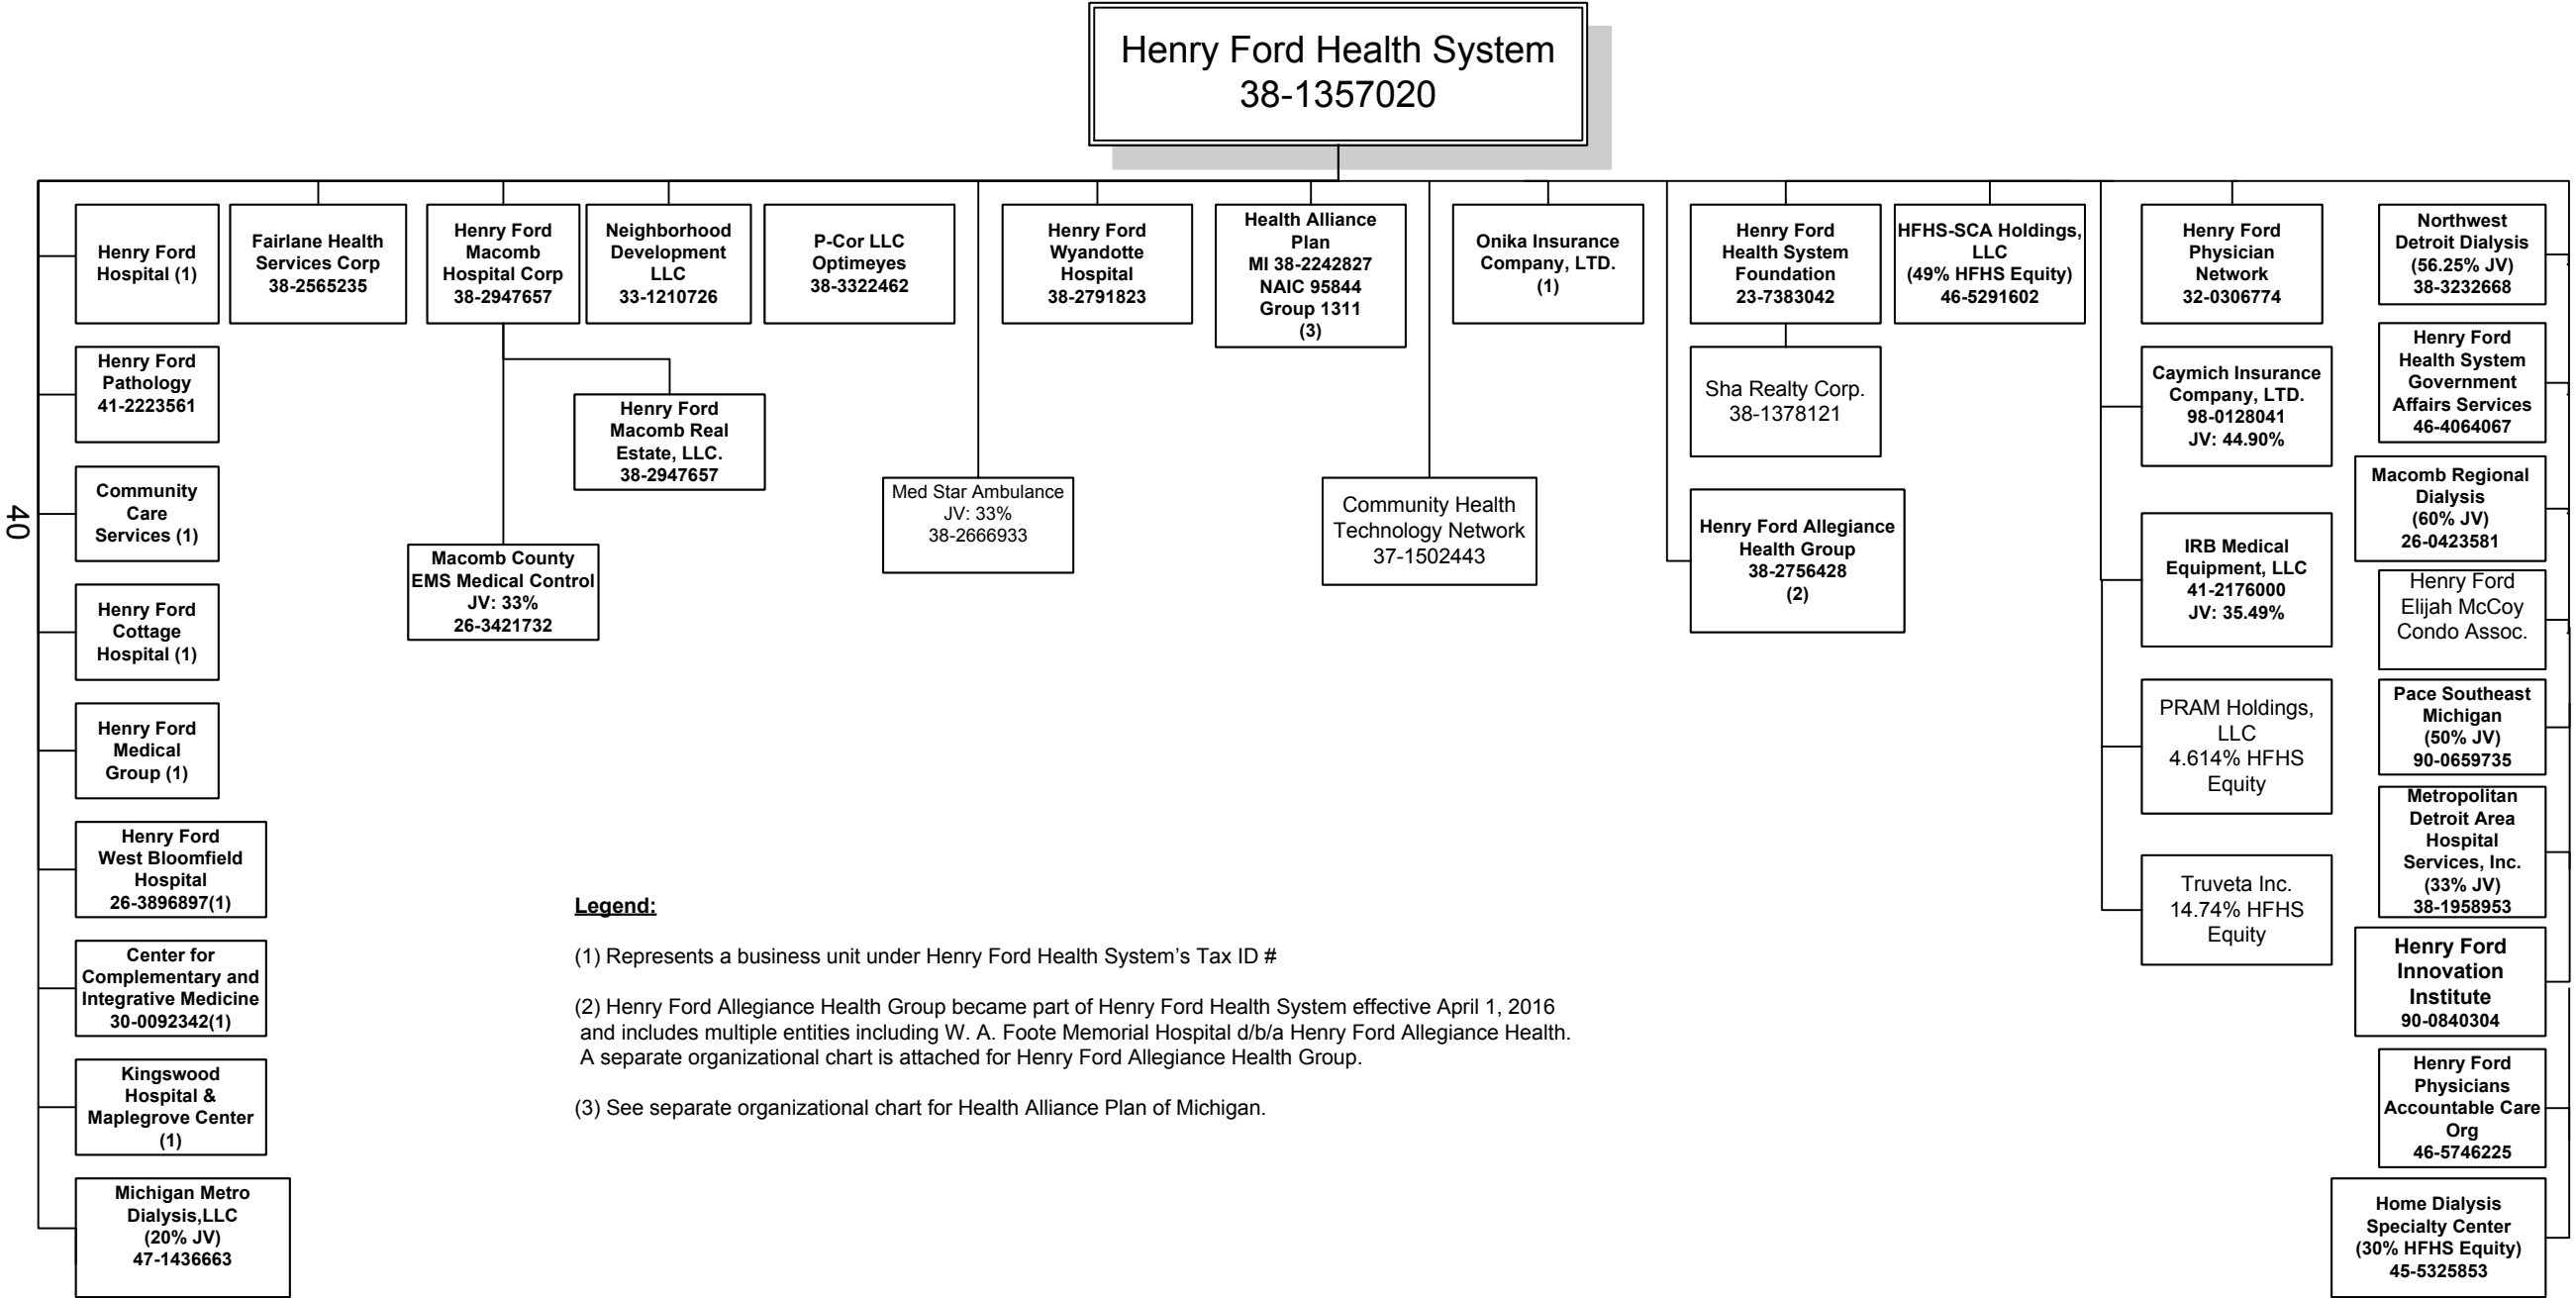 Henry Ford Health System
38-1357020
Henry Ford
Hospital (1)
Fairlane Health
Services Corp
38-2565235
Henry Ford
Macomb
Hospital Corp
38-2947657
Neighborhood
Development
LLC
33-1210726
P-Cor LLC
Optimeyes
38-3322462
Henry Ford
Wyandotte
Hospital
38-2791823
Health Alliance
Plan
MI 38-2242827
NAIC 95844
Group 1311
(3)
Onika Insurance
Company, LTD.
(1)
Henry Ford
Health System
Foundation
23-7383042
HFHS-SCA Holdings,
LLC
(49% HFHS Equity)
46-5291602
Henry Ford
Physician
Network
32-0306774
Northwest
Detroit Dialysis
(56.25% JV)
38-3232668
Henry Ford
Pathology
41-2223561
Henry Ford
Macomb Real
Estate, LLC.
38-2947657
Sha Realty Corp.
38-1378121
Caymich Insurance
Company, LTD.
98-0128041
JV: 44.90%
Henry Ford
Health System
Government
Affairs Services
46-4064067
Community
Care
Services (1)
Macomb County
EMS Medical Control
JV: 33%
26-3421732
Med Star Ambulance
JV: 33%
38-2666933
Community Health
Technology Network
37-1502443
Henry Ford Allegiance
Health Group
38-2756428
(2)
IRB Medical
Equipment, LLC
41-2176000
JV: 35.49%
Macomb Regional
Dialysis
(60% JV)
26-0423581
40
Henry Ford
Cottage
Hospital (1)
Henry Ford
Elijah McCoy
Condo Assoc.
Henry Ford
Medical
Group (1)
PRAM Holdings,
LLC
4.614% HFHS
Equity
Pace Southeast
Michigan
(50% JV)
90-0659735
Henry Ford
West Bloomfield
Hospital
26-3896897(1)
Truveta Inc.
14.74% HFHS
Equity
Metropolitan
Detroit Area
Hospital
Services, Inc.
(33% JV)
38-1958953
Center for
Complementary and
Integrative Medicine
30-0092342(1)
Henry Ford
Innovation
Institute
90-0840304
Kingswood
Hospital &
Maplegrove Center
(1)
Henry Ford
Physicians
Accountable Care
Org
46-5746225
Michigan Metro
Dialysis,LLC
(20% JV)
47-1436663
Home Dialysis
Specialty Center
(30% HFHS Equity)
45-5325853
Legend:
(1) Represents a business unit under Henry Ford Health System’s Tax ID #
(2) Henry Ford Allegiance Health Group became part of Henry Ford Health System effective April 1, 2016
and includes multiple entities including W. A. Foote Memorial Hospital d/b/a Henry Ford Allegiance Health.
A separate organizational chart is attached for Henry Ford Allegiance Health Group.
(3) See separate organizational chart for Health Alliance Plan of Michigan.